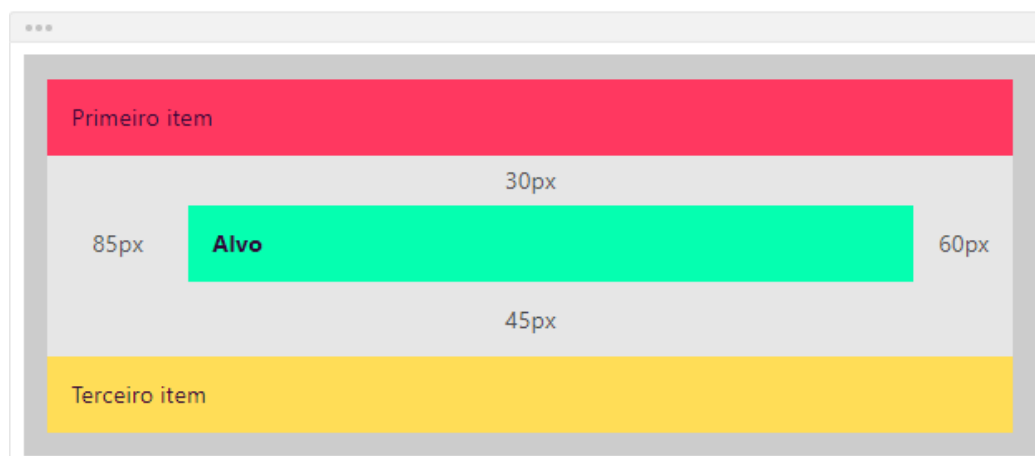 Primeiro item
30px
85px
Alvo
60px
45px
Terceiro item